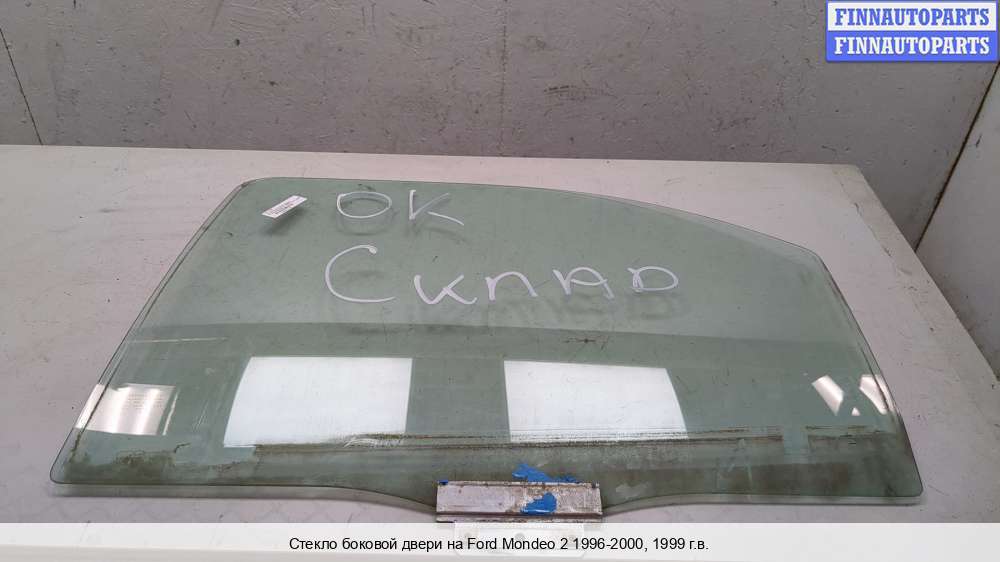 FINNAUTOPARTS
FINNAUTOPARTS
OK
Склад
Стекло боковой двери на Ford Mondeo 2 1996-2000, 1999 г.в.